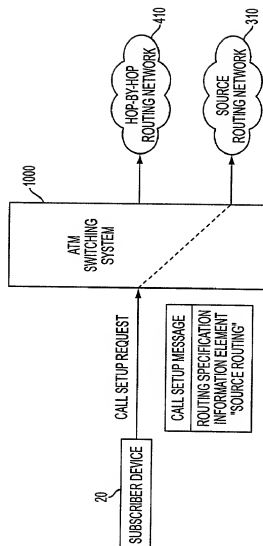 20
SUBSCRIBER DEVICE
CALL SETUP REQUEST
CALL SETUP MESSAGE
ROUTING SPECIFICATION
INFORMATION ELEMENT
"SOURCE ROUTING"
1000
ATM
SWITCHING
SYSTEM
410
HOP-BY-HOP
ROUTING NETWORK
310
SOURCE
ROUTING NETWORK